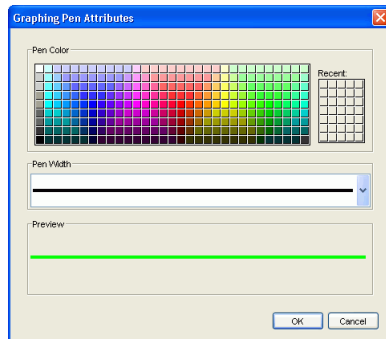 Graphing Pen Attributes
Pen Color
Recent:
Pen Width
Preview
OK
Cancel